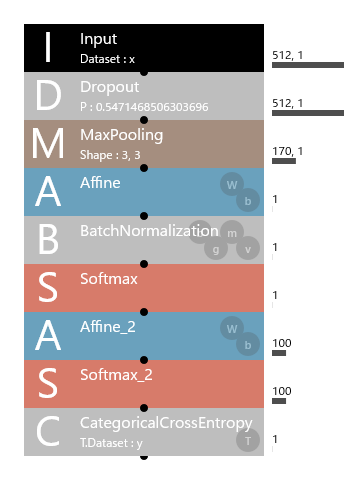 I Input
Dataset : x
512, 1
D Dropout
P : 0.5471468506303696
512, 1
M MaxPooling
Shape : 3, 3
170, 1
A Affine
W
b
1
B BatchNormalization
m
g
v
1
S Softmax
1
A Affine_2
W
b
100
S Softmax_2
100
C CategoricalCrossEntropy
T.Dataset : y
T
1